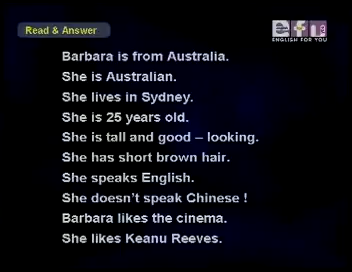 Read & Answer
efu
ENGLISH FOR YOU
Barbara is from Australia.
She is Australian.
She lives in Sydney.
She is 25 years old.
She is tall and good – looking.
She has short brown hair.
She speaks English.
She doesn't speak Chinese !
Barbara likes the cinema.
She likes Keanu Reeves.